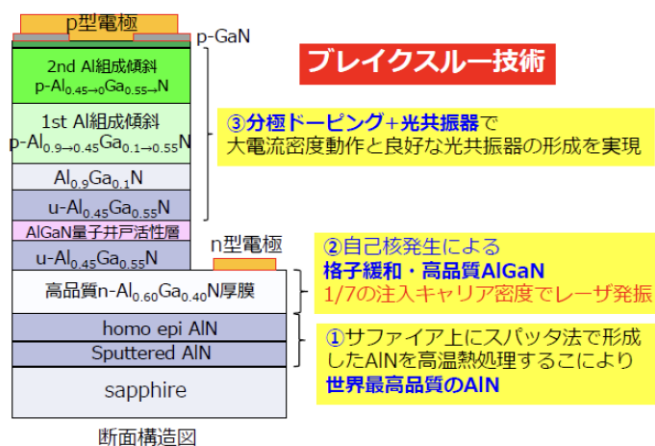 p型電極
p-GaN
2nd Al組成傾斜
p-Al0.45→0Ga0.55→N
1st Al組成傾斜
p-Al0.9→0.45Ga0.1→0.55N
Al0.9Ga0.1N
u-Al0.45Ga0.55N
AlGaN量子井戸活性層
u-Al0.45Ga0.55N
n型電極
高品質n-Al0.60Ga0.40N厚膜
homo epi AlN
Sputtered AlN
sapphire
断面構造図
ブレイクスルー技術
③分極ドーピング+光共振器で
大電流密度動作と良好な光共振器の形成を実現
②自己核発生による
格子緩和・高品質AlGaN
1/7の注入キャリア密度でレーザ発振
①サファイア上にスパッタ法で形成
したAlNを高温熱処理するこにより
世界最高品質のAlN